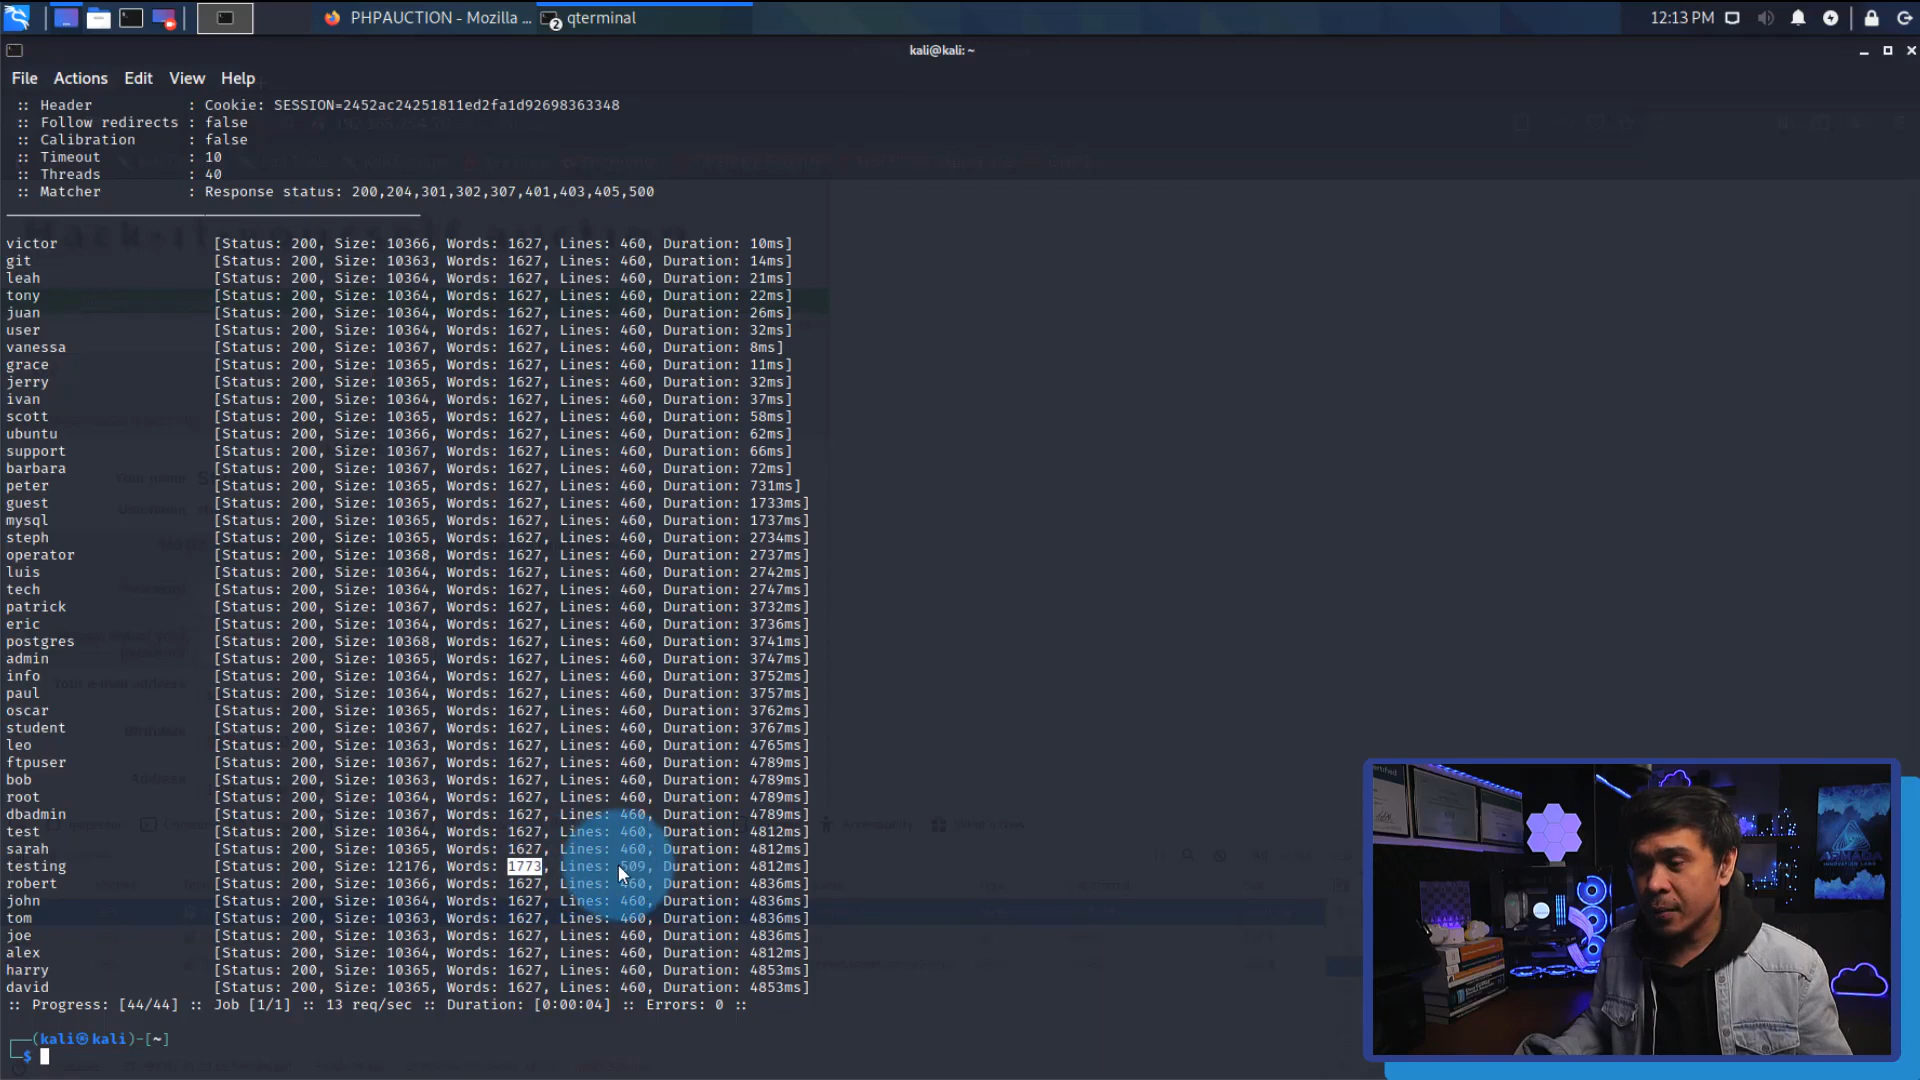 PHPAUCTION - Mozilla ...
2
qterminal
12:13 PM
kali@kali: ~
File Actions Edit View Help
:: Header : Cookie: SESSION=2452ac24251811ed2fa1d92698363348
:: Follow redirects : false
:: Calibration : false
:: Timeout : 10
:: Threads : 40
:: Matcher : Response status: 200,204,301,302,307,401,403,405,500
Hack-it-yourself auction
victor [Status: 200, Size: 10366, Words: 1627, Lines: 460, Duration: 10ms]
git [Status: 200, Size: 10363, Words: 1627, Lines: 460, Duration: 14ms]
leah [Status: 200, Size: 10364, Words: 1627, Lines: 460, Duration: 21ms]
tony [Status: 200, Size: 10364, Words: 1627, Lines: 460, Duration: 22ms]
juan [Status: 200, Size: 10364, Words: 1627, Lines: 460, Duration: 26ms]
user [Status: 200, Size: 10364, Words: 1627, Lines: 460, Duration: 32ms]
vanessa [Status: 200, Size: 10367, Words: 1627, Lines: 460, Duration: 8ms]
grace [Status: 200, Size: 10365, Words: 1627, Lines: 460, Duration: 11ms]
jerry [Status: 200, Size: 10365, Words: 1627, Lines: 460, Duration: 32ms]
ivan [Status: 200, Size: 10364, Words: 1627, Lines: 460, Duration: 37ms]
scott [Status: 200, Size: 10365, Words: 1627, Lines: 460, Duration: 58ms]
ubuntu [Status: 200, Size: 10366, Words: 1627, Lines: 460, Duration: 62ms]
support [Status: 200, Size: 10367, Words: 1627, Lines: 460, Duration: 66ms]
barbara [Status: 200, Size: 10367, Words: 1627, Lines: 460, Duration: 72ms]
peter [Status: 200, Size: 10365, Words: 1627, Lines: 460, Duration: 731ms]
guest [Status: 200, Size: 10365, Words: 1627, Lines: 460, Duration: 1733ms]
mysql [Status: 200, Size: 10365, Words: 1627, Lines: 460, Duration: 1737ms]
steph [Status: 200, Size: 10365, Words: 1627, Lines: 460, Duration: 2734ms]
operator [Status: 200, Size: 10368, Words: 1627, Lines: 460, Duration: 2737ms]
luis [Status: 200, Size: 10364, Words: 1627, Lines: 460, Duration: 2742ms]
tech [Status: 200, Size: 10364, Words: 1627, Lines: 460, Duration: 2747ms]
patrick [Status: 200, Size: 10367, Words: 1627, Lines: 460, Duration: 3732ms]
eric [Status: 200, Size: 10364, Words: 1627, Lines: 460, Duration: 3736ms]
postgres [Status: 200, Size: 10368, Words: 1627, Lines: 460, Duration: 3741ms]
admin [Status: 200, Size: 10365, Words: 1627, Lines: 460, Duration: 3747ms]
info [Status: 200, Size: 10364, Words: 1627, Lines: 460, Duration: 3752ms]
paul [Status: 200, Size: 10364, Words: 1627, Lines: 460, Duration: 3757ms]
oscar [Status: 200, Size: 10365, Words: 1627, Lines: 460, Duration: 3762ms]
student [Status: 200, Size: 10367, Words: 1627, Lines: 460, Duration: 3767ms]
leo [Status: 200, Size: 10363, Words: 1627, Lines: 460, Duration: 4765ms]
ftpuser [Status: 200, Size: 10367, Words: 1627, Lines: 460, Duration: 4789ms]
bob [Status: 200, Size: 10363, Words: 1627, Lines: 460, Duration: 4789ms]
root [Status: 200, Size: 10364, Words: 1627, Lines: 460, Duration: 4789ms]
dbadmin [Status: 200, Size: 10367, Words: 1627, Lines: 460, Duration: 4789ms]
test [Status: 200, Size: 10364, Words: 1627, Lines: 460, Duration: 4812ms]
sarah [Status: 200, Size: 10365, Words: 1627, Lines: 460, Duration: 4812ms]
testing [Status: 200, Size: 12176, Words: 1773, Lines: 509, Duration: 4812ms]
robert [Status: 200, Size: 10366, Words: 1627, Lines: 460, Duration: 4836ms]
john [Status: 200, Size: 10364, Words: 1627, Lines: 460, Duration: 4836ms]
tom [Status: 200, Size: 10363, Words: 1627, Lines: 460, Duration: 4836ms]
joe [Status: 200, Size: 10363, Words: 1627, Lines: 460, Duration: 4836ms]
alex [Status: 200, Size: 10364, Words: 1627, Lines: 460, Duration: 4812ms]
harry [Status: 200, Size: 10365, Words: 1627, Lines: 460, Duration: 4853ms]
david [Status: 200, Size: 10365, Words: 1627, Lines: 460, Duration: 4853ms]
:: Progress: [44/44] :: Job [1/1] :: 13 req/sec :: Duration: [0:00:04] :: Errors: 0 ::
(kali㉿kali)-[~]
$
ARMADA